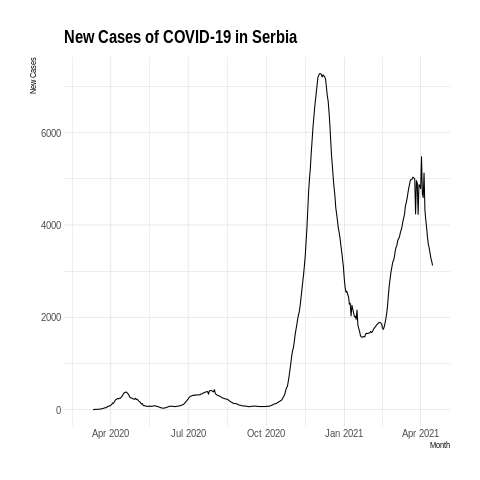 New Cases of COVID-19 in Serbia
New Cases
6000
4000
2000
0
Apr 2020 Jul 2020 Oct 2020 Jan 2021 Apr 2021
Month